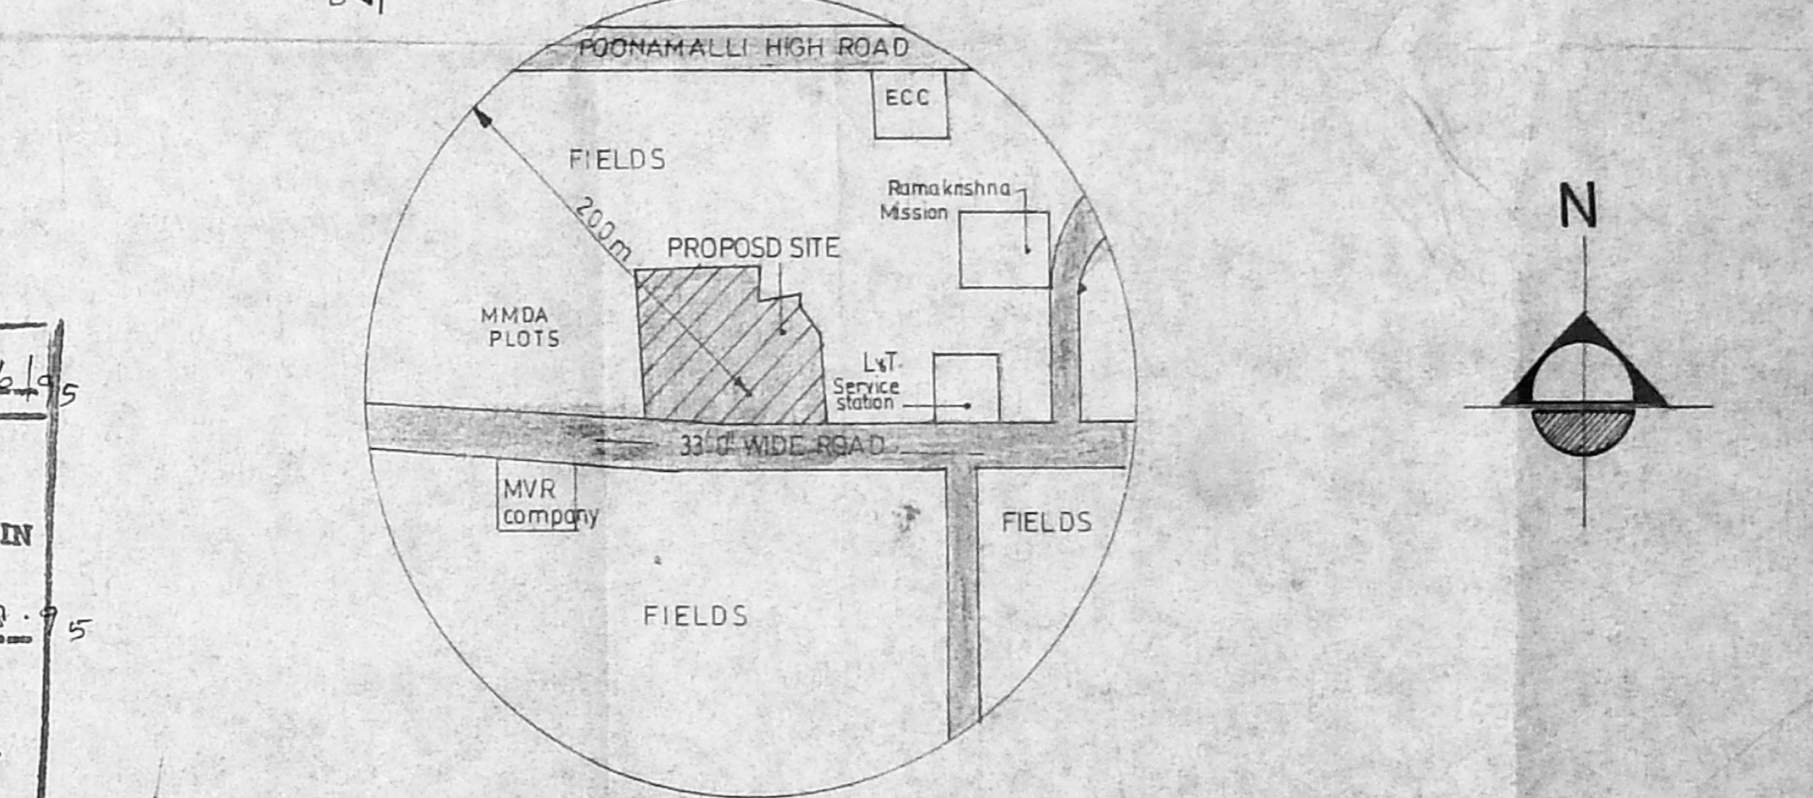 POONAMALLI HIGH ROAD
ECC
FIELDS
Ramakrishna
Mission
200m
PROPOSD SITE
N
MMDA
PLOTS
L&T
Service
station
33'0" WIDE ROAD
MVR
company
FIELDS
FIELDS
IN